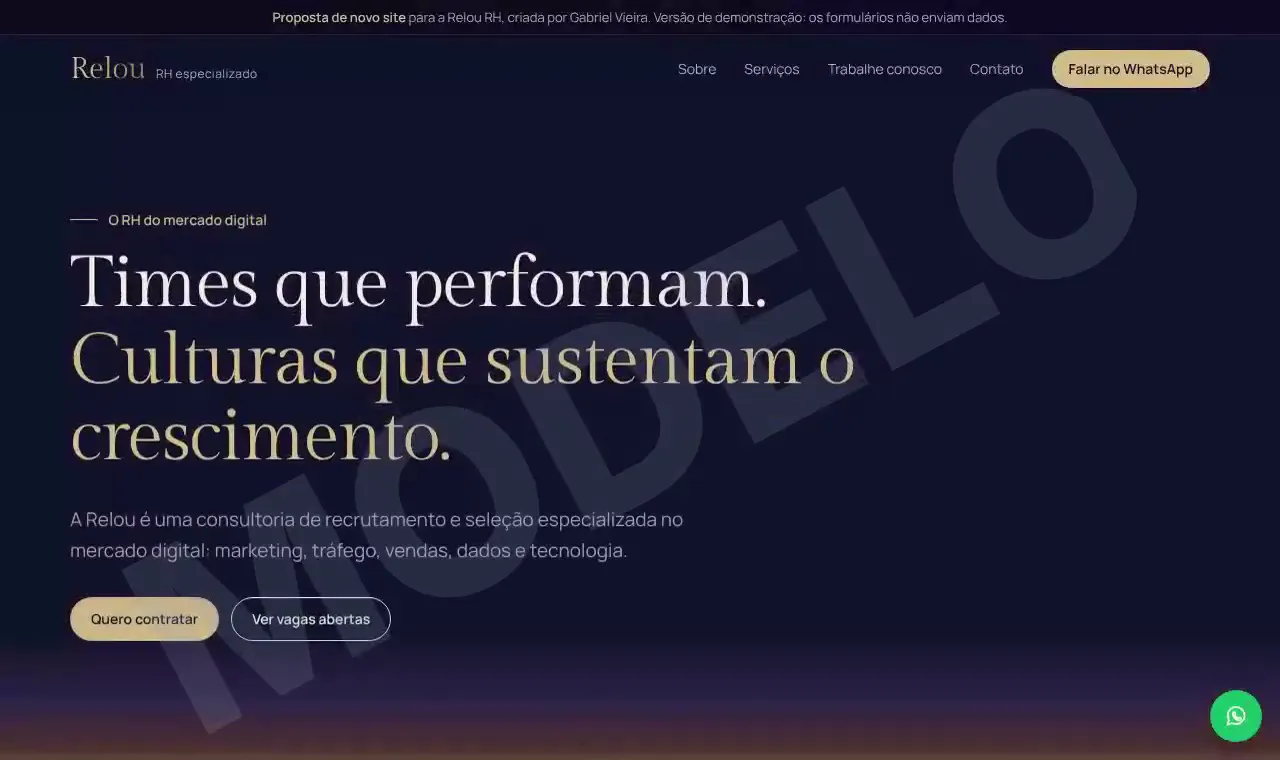 Proposta de novo site para a Relou RH, criada por Gabriel Vieira. Versão de demonstração: os formulários não enviam dados.
Relou RH especializado
Sobre Serviços Trabalhe conosco Contato Falar no WhatsApp
O RH do mercado digital
Times que performam.
Culturas que sustentam o
crescimento.
A Relou é uma consultoria de recrutamento e seleção especializada no
mercado digital: marketing, tráfego, vendas, dados e tecnologia.
Quero contratar Ver vagas abertas
MODELO